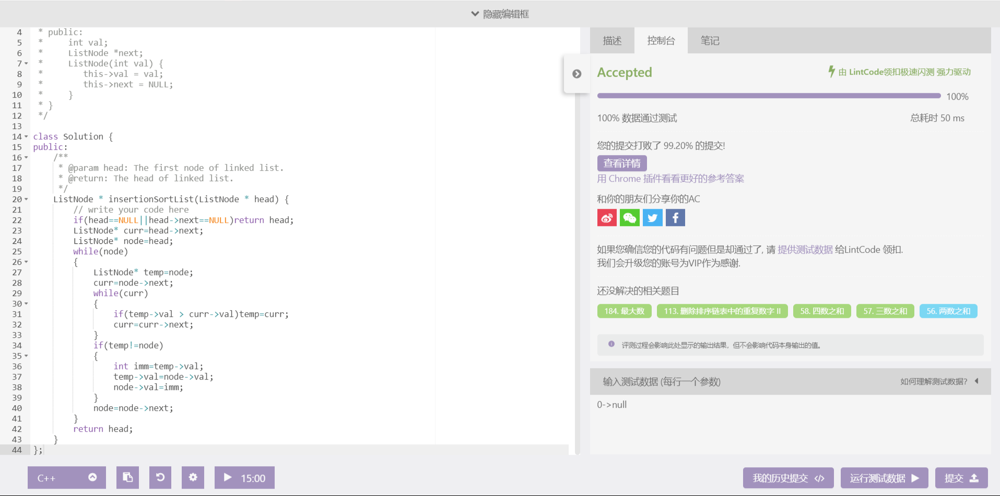 隐藏编辑框
4 * public:
5 *     int val;
6 *     ListNode *next;
7 *     ListNode(int val) {
8 *        this->val = val;
9 *        this->next = NULL;
10 *     }
11 * }
12 */
13
14 class Solution {
15 public:
16     /**
17      * @param head: The first node of linked list.
18      * @return: The head of linked list.
19      */
20     ListNode * insertionSortList(ListNode * head) {
21         // write your code here
22         if(head==NULL||head->next==NULL)return head;
23         ListNode* curr=head->next;
24         ListNode* node=head;
25         while(node)
26         {
27             ListNode* temp=node;
28             curr=node->next;
29             while(curr)
30             {
31                 if(temp->val > curr->val)temp=curr;
32                 curr=curr->next;
33             }
34             if(temp!=node)
35             {
36                 int imm=temp->val;
37                 temp->val=node->val;
38                 node->val=imm;
39             }
40             node=node->next;
41         }
42         return head;
43     }
44 };
C++
15:00
描述 控制台 笔记
Accepted 由 LintCode领扣极速闪测 强力驱动
100%
100% 数据通过测试 总耗时 50 ms
您的提交打败了 99.20% 的提交!
查看详情
用 Chrome 插件看看更好的参考答案
和你的朋友们分享你的AC
如果您确信您的代码有问题但是却通过了, 请 提供测试数据 给LintCode 领扣.
我们会升级您的账号为VIP作为感谢.
还没解决的相关题目
184. 最大数 113. 删除排序链表中的重复数字 II 58. 四数之和 57. 三数之和 56. 两数之和
评测过程会影响此处显示的输出结果，但不会影响代码本身输出的值。
输入测试数据 (每行一个参数) 如何理解测试数据?
0->null
我的历史提交 </> 运行测试数据 提交